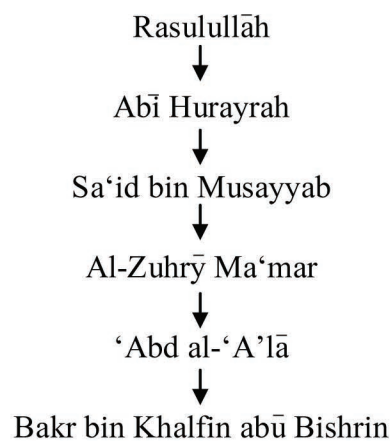 Rasulullāh
Abī Hurayrah
Sa‘id bin Musayyab
Al-Zuhrȳ Ma‘mar
‘Abd al-‘A’lā
Bakr bin Khalfin abū Bishrin